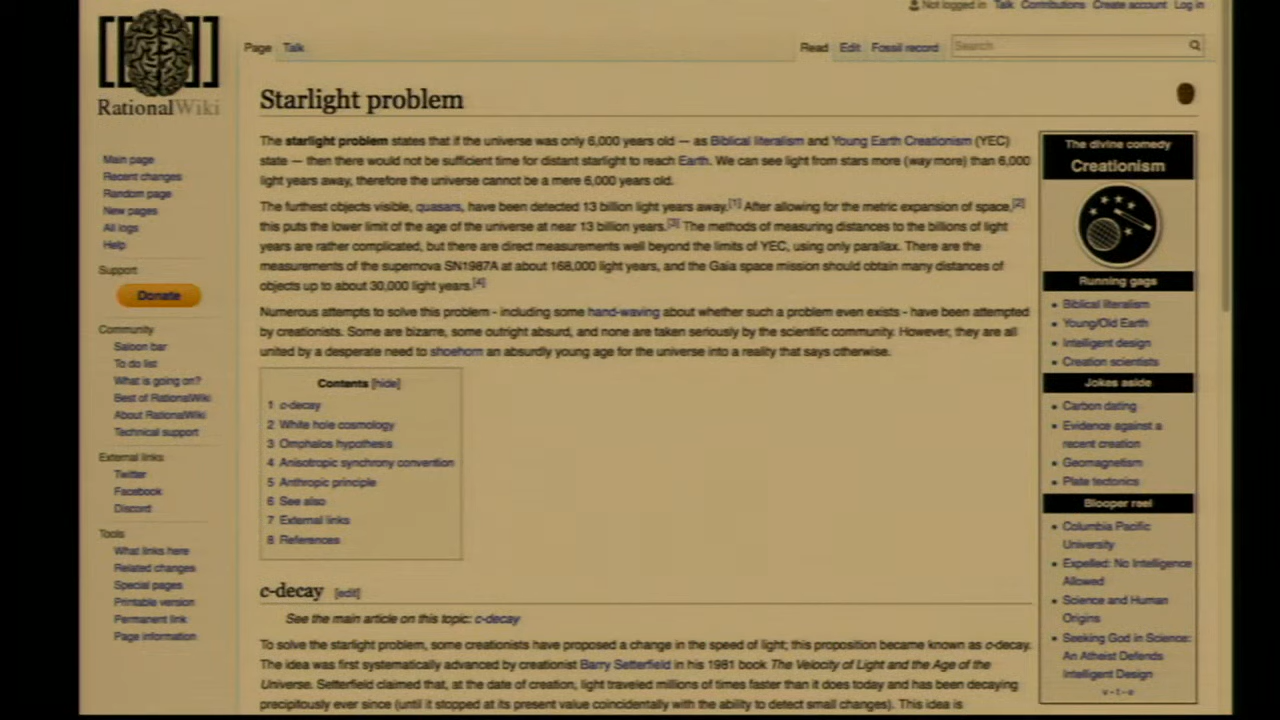 Not logged in Talk Contributions Create account Log in
Page Talk Read Edit Fossil record Search
RationalWiki
Main page
Recent changes
Random page
New pages
All logs
Help
Support
Donate
Community
Saloon bar
To do list
What is going on?
Best of RationalWiki
About RationalWiki
Technical support
External links
Twitter
Facebook
Discord
Tools
What links here
Related changes
Special pages
Printable version
Permanent link
Page information
Starlight problem
The starlight problem states that if the universe was only 6,000 years old — as Biblical literalism and Young Earth Creationism (YEC)
state — then there would not be sufficient time for distant starlight to reach Earth. We can see light from stars more (way more) than 6,000
light years away, therefore the universe cannot be a mere 6,000 years old.
The furthest objects visible, quasars, have been detected 13 billion light years away.[1] After allowing for the metric expansion of space,[2]
this puts the lower limit of the age of the universe at near 13 billion years.[3] The methods of measuring distances to the billions of light
years are rather complicated, but there are direct measurements well beyond the limits of YEC, using only parallax. There are the
measurements of the supernova SN1987A at about 168,000 light years, and the Gaia space mission should obtain many distances of
objects up to about 30,000 light years.[4]
Numerous attempts to solve this problem - including some hand-waving about whether such a problem even exists - have been attempted
by creationists. Some are bizarre, some outright absurd, and none are taken seriously by the scientific community. However, they are all
united by a desperate need to shoehorn an absurdly young age for the universe into a reality that says otherwise.
Contents [hide]
1 c-decay
2 White hole cosmology
3 Omphalos hypothesis
4 Anisotropic synchrony convention
5 Anthropic principle
6 See also
7 External links
8 References
c-decay [edit]
See the main article on this topic: c-decay
To solve the starlight problem, some creationists have proposed a change in the speed of light; this proposition became known as c-decay.
The idea was first systematically advanced by creationist Barry Setterfield in his 1981 book The Velocity of Light and the Age of the
Universe. Setterfield claimed that, at the date of creation, light traveled millions of times faster than it does today and has been decaying
precipitously ever since (until it stopped at its present value coincidentally with the ability to detect small changes). This idea is
The divine comedy
Creationism
Running gags
• Biblical literalism
• Young/Old Earth
• Intelligent design
• Creation scientists
Jokes aside
• Carbon dating
• Evidence against a
recent creation
• Geomagnetism
• Plate tectonics
Blooper reel
• Columbia Pacific
University
• Expelled: No Intelligence
Allowed
• Science and Human
Origins
• Seeking God in Science:
An Atheist Defends
Intelligent Design
v - t - e